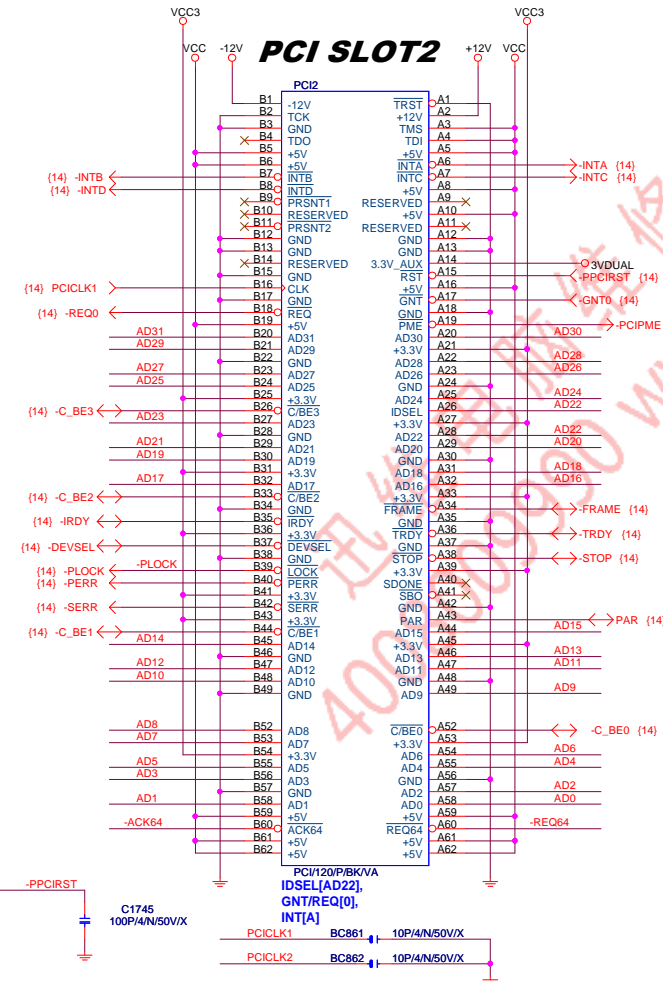 VCC3 VCC3
VCC -12V PCI SLOT2 +12V VCC
PCI2
B1 -12V TRST A1
B2 TCK +12V A2
B3 GND TMS A3
B4 TDO TDI A4
B5 +5V +5V A5
B6 +5V INTA A6 -INTA {14}
{14} -INTB B7 INTB INTC A7 -INTC {14}
{14} -INTD B8 INTD +5V A8
B9 PRSNT1 RESERVED A9
B10 RESERVED +5V A10
B11 PRSNT2 RESERVED A11
B12 GND GND A12
B13 GND GND A13
B14 RESERVED 3.3V_AUX A14 3VDUAL
B15 GND RST A15 -PPCIRST {14}
{14} PCICLK1 B16 CLK +5V A16
B17 GND GNT A17 -GNT0 {14}
{14} -REQ0 B18 REQ GND A18
B19 +5V PME A19 -PCIPME
AD31 B20 AD31 AD30 A20 AD30
AD29 B21 AD29 +3.3V A21
B22 GND AD28 A22 AD28
AD27 B23 AD27 AD26 A23 AD26
AD25 B24 AD25 GND A24
B25 +3.3V AD24 A25 AD24
{14} -C_BE3 B26 C/BE3 IDSEL A26 AD22
AD23 B27 AD23 +3.3V A27
B28 GND AD22 A28 AD22
AD21 B29 AD21 AD20 A29 AD20
AD19 B30 AD19 GND A30
B31 +3.3V AD18 A31 AD18
AD17 B32 AD17 AD16 A32 AD16
{14} -C_BE2 B33 C/BE2 +3.3V A33
B34 GND FRAME A34 -FRAME {14}
{14} -IRDY B35 IRDY GND A35
B36 +3.3V TRDY A36 -TRDY {14}
{14} -DEVSEL B37 DEVSEL GND A37
B38 GND STOP A38 -STOP {14}
{14} -PLOCK -PLOCK B39 LOCK +3.3V A39
{14} -PERR B40 PERR SDONE A40
B41 +3.3V SBO A41
{14} -SERR B42 SERR GND A42
B43 +3.3V PAR A43 PAR {14}
{14} -C_BE1 B44 C/BE1 AD15 A44 AD15
AD14 B45 AD14 +3.3V A45
B46 GND AD13 A46 AD13
AD12 B47 AD12 AD11 A47 AD11
AD10 B48 AD10 GND A48
B49 GND AD9 A49 AD9
AD8 B52 AD8 C/BE0 A52 -C_BE0 {14}
AD7 B53 AD7 +3.3V A53
B54 +3.3V AD6 A54 AD6
AD5 B55 AD5 AD4 A55 AD4
AD3 B56 AD3 GND A56
B57 GND AD2 A57 AD2
AD1 B58 AD1 AD0 A58 AD0
B59 +5V +5V A59
-ACK64 B60 ACK64 REQ64 A60 -REQ64
B61 +5V +5V A61
B62 +5V +5V A62
PCI/120/P/BK/VA
IDSEL[AD22],
GNT/REQ[0],
INT[A]
-PPCIRST
C1745
100P/4/N/50V/X
PCICLK1 BC861 10P/4/N/50V/X
PCICLK2 BC862 10P/4/N/50V/X
迅维电脑维修
4000009990 W